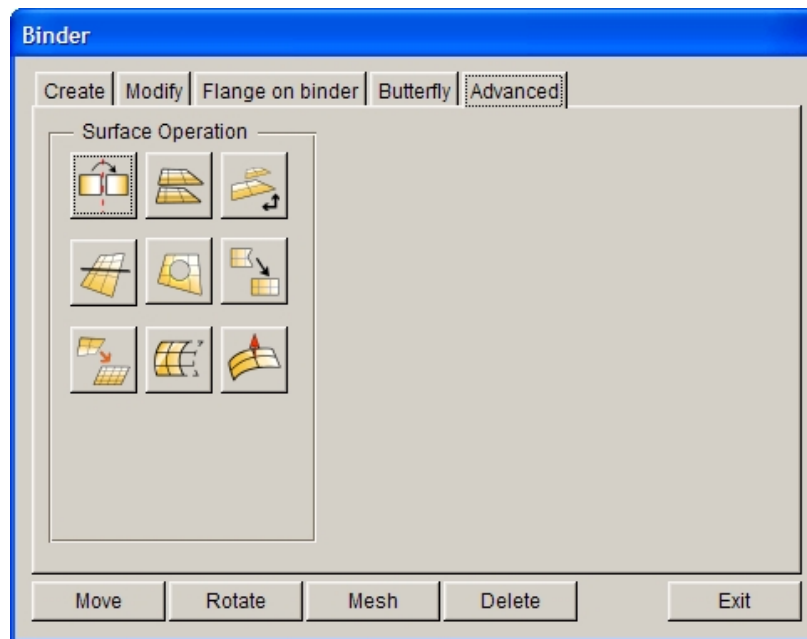 Binder
Create Modify Flange on binder Butterfly Advanced
Surface Operation
Move Rotate Mesh Delete Exit